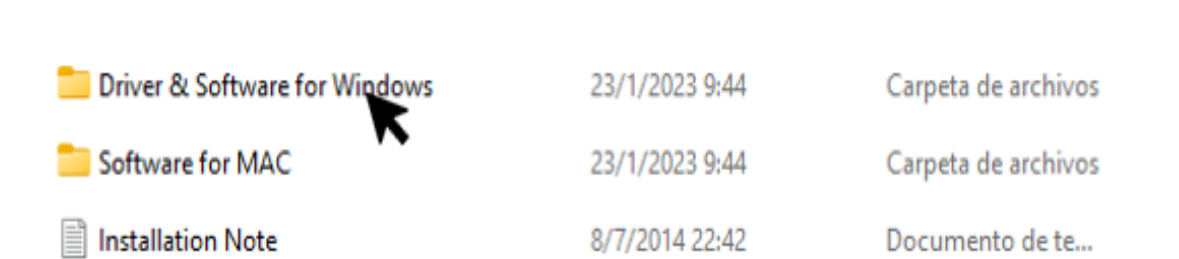 Driver & Software for Windows 23/1/2023 9:44 Carpeta de archivos
Software for MAC 23/1/2023 9:44 Carpeta de archivos
Installation Note 8/7/2014 22:42 Documento de te...